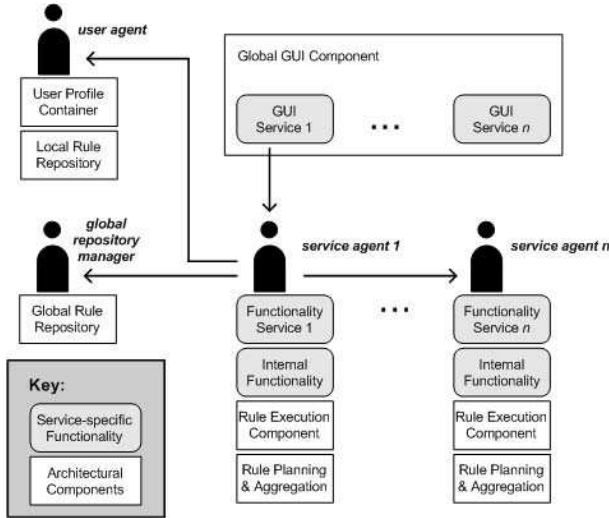 user agent
User Profile
Container
Local Rule
Repository
Global GUI Component
GUI
Service 1
...
GUI
Service n
global
repository
manager
Global Rule
Repository
service agent 1
Functionality
Service 1
Internal
Functionality
Rule Execution
Component
Rule Planning
& Aggregation
...
service agent n
Functionality
Service n
Internal
Functionality
Rule Execution
Component
Rule Planning
& Aggregation
Key:
Service-specific
Functionality
Architectural
Components